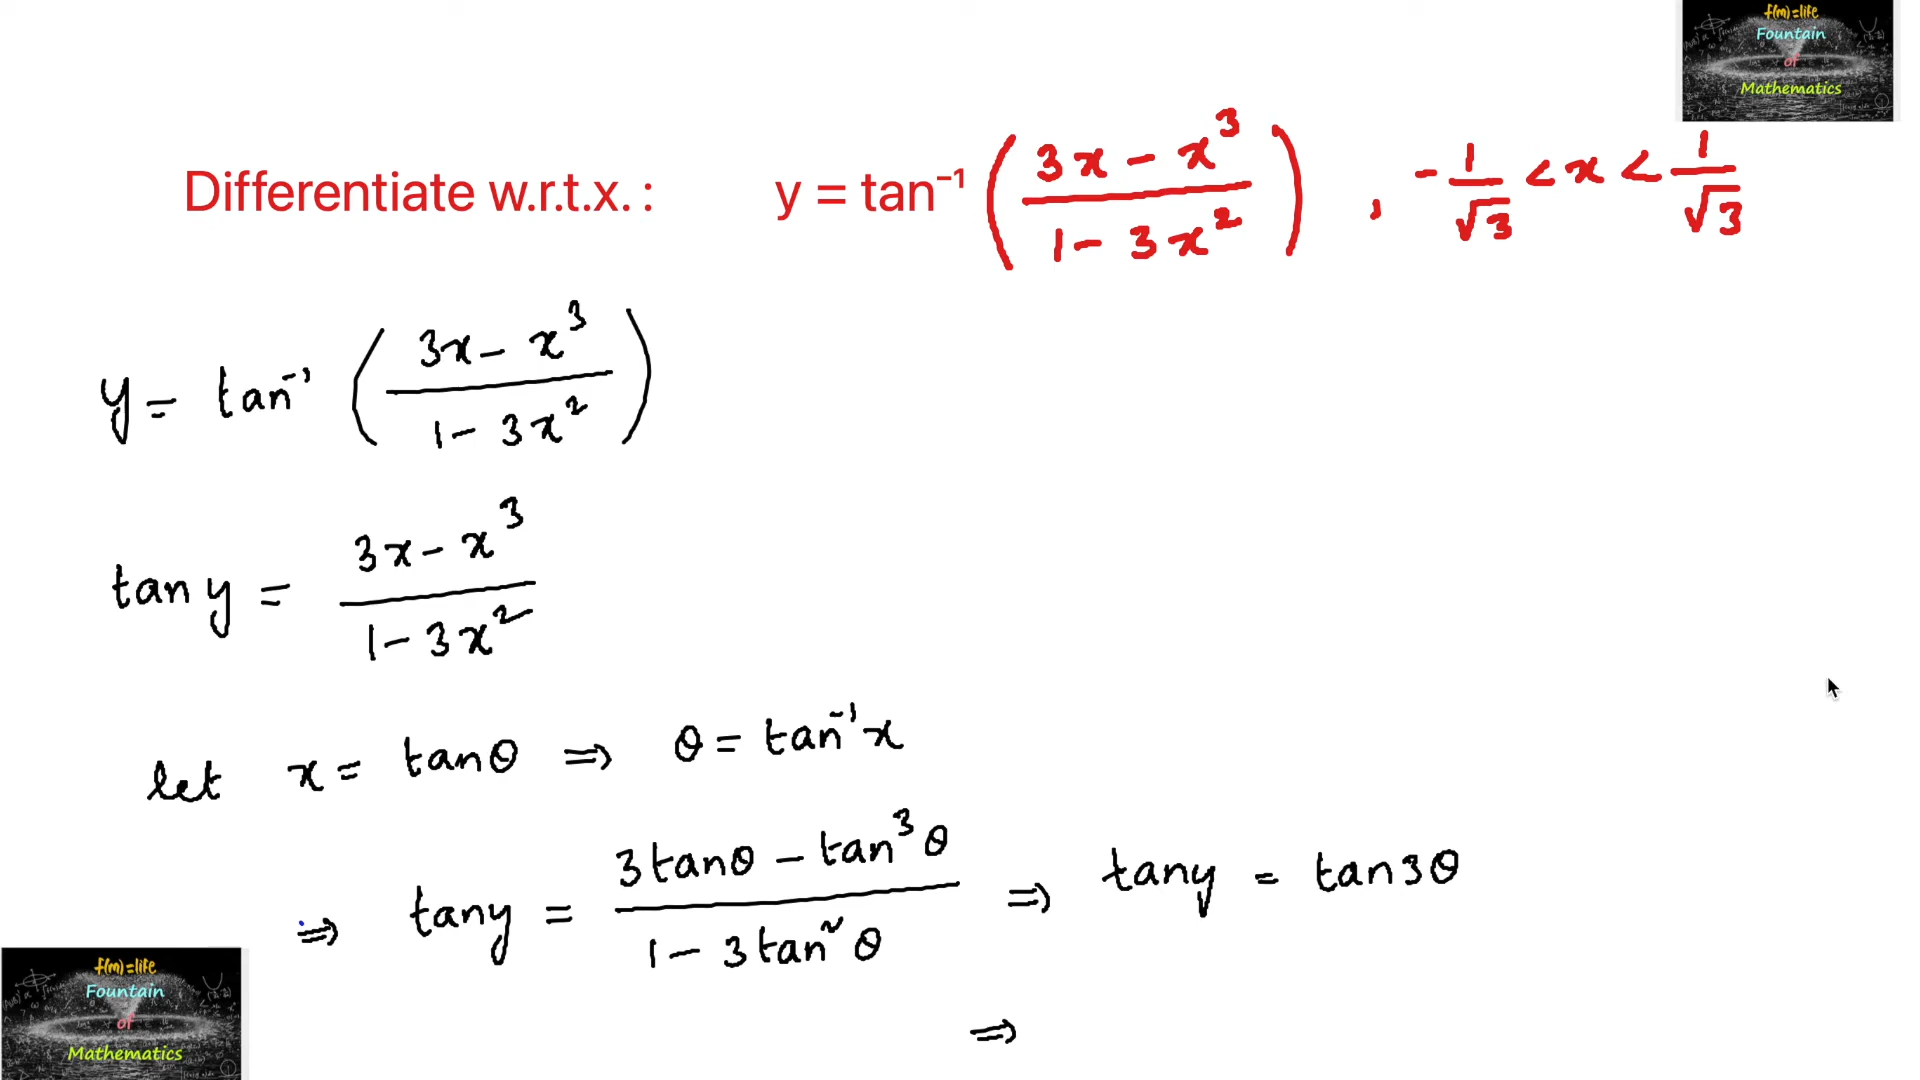 f(m)=life
Fountain
of
Mathematics
Differentiate w.r.t.x. : y = tan⁻¹ ( (3x − x³) / (1 − 3x²) ) , −1/√3 < x < 1/√3
y = tan⁻¹ ( (3x − x³) / (1 − 3x²) )
tan y = (3x − x³) / (1 − 3x²)
let x = tanθ ⇒ θ = tan⁻¹x
⇒ tany = (3tanθ − tan³θ) / (1 − 3tan²θ) ⇒ tany = tan3θ
⇒
f(m)=life
Fountain
of
Mathematics